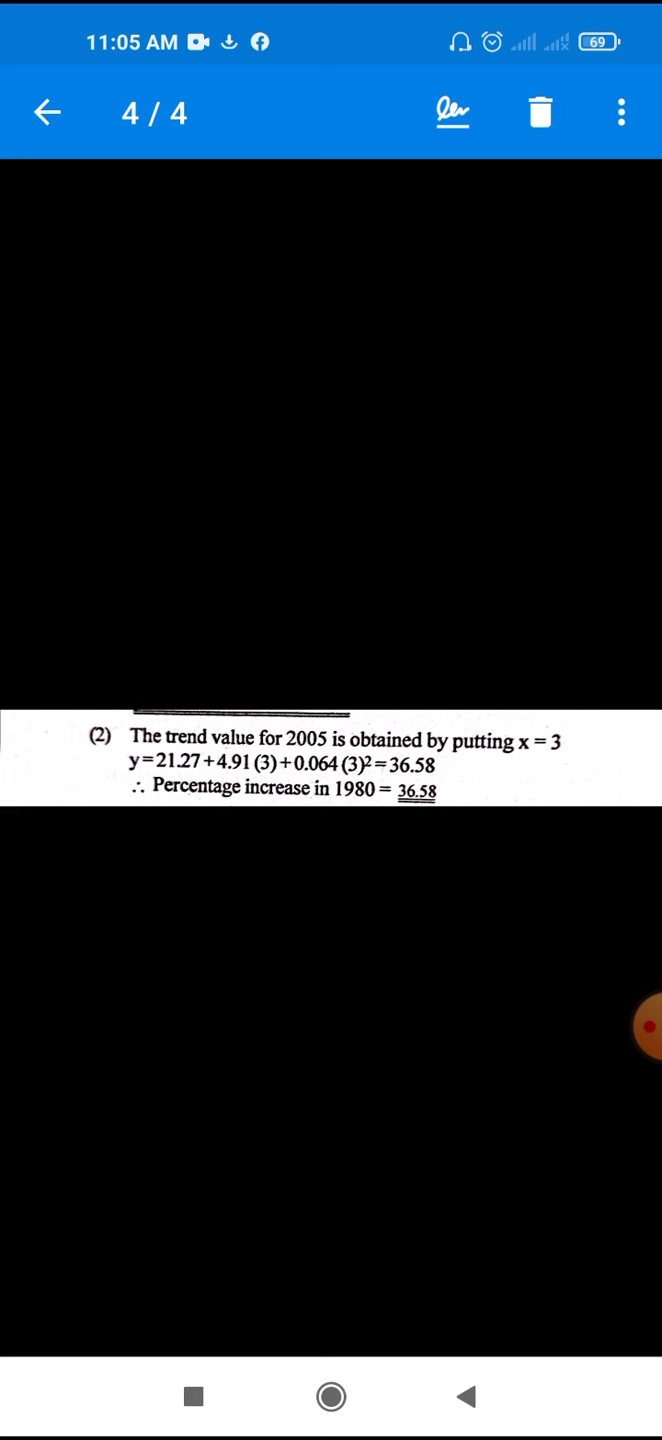 11:05 AM
69
4 / 4
(2) The trend value for 2005 is obtained by putting x = 3
y=21.27+4.91 (3)+0.064 (3)2=36.58
∴ Percentage increase in 1980 = 36.58